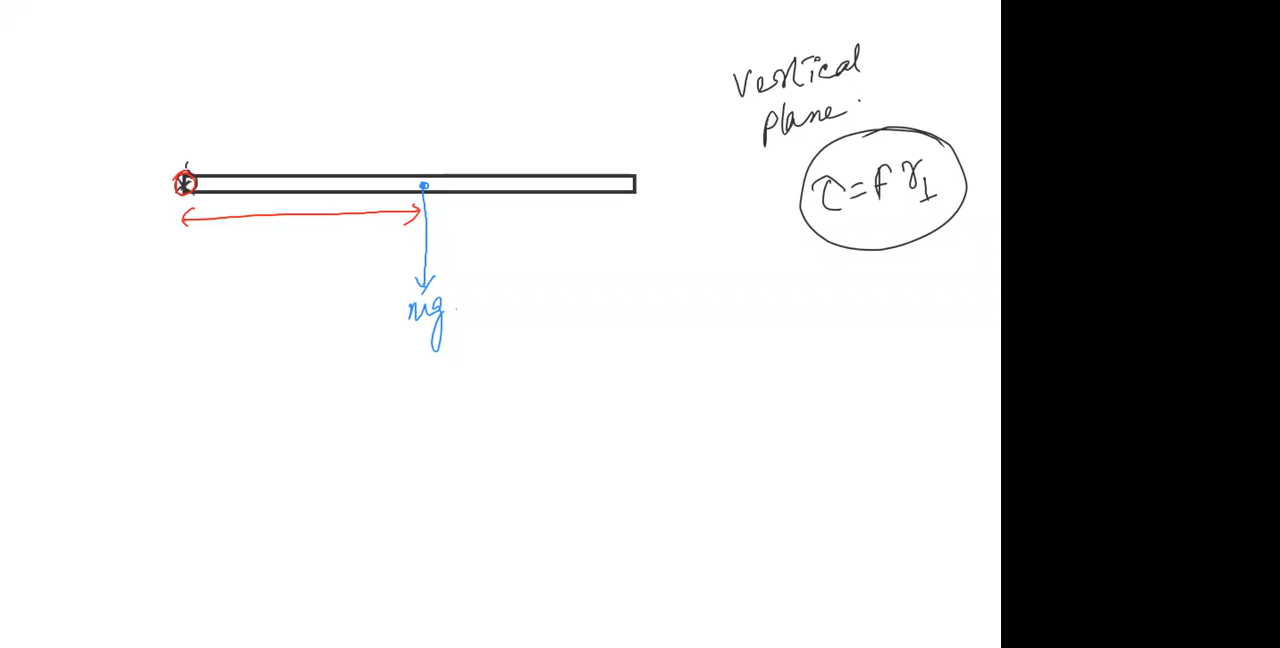 Vertical
plane.
τ = f r⊥
mg